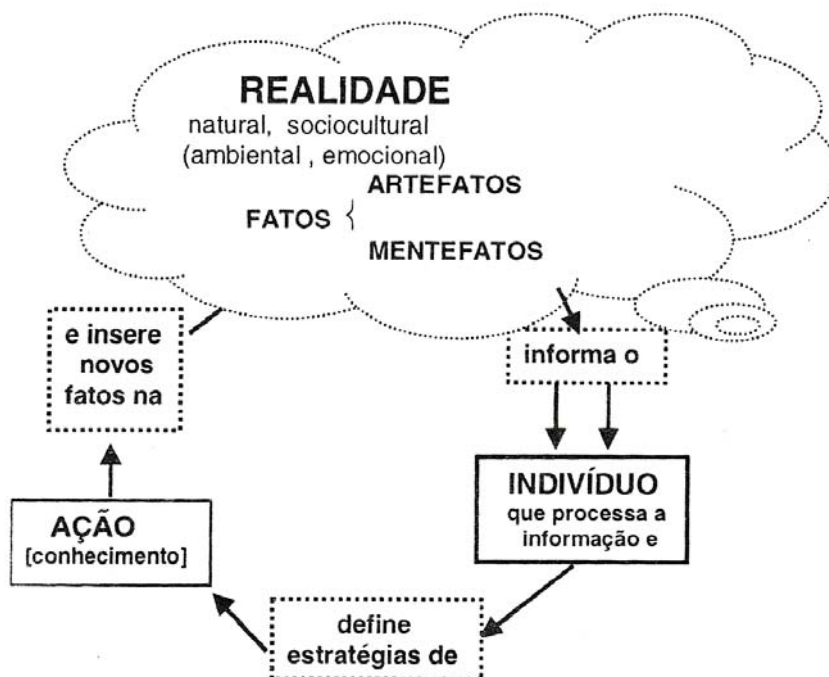 REALIDADE
natural, sociocultural
(ambiental , emocional)
ARTEFATOS
FATOS {
MENTEFATOS
informa o
INDIVÍDUO
que processa a
informação e
define
estratégias de
AÇÃO
[conhecimento]
e insere
novos
fatos na